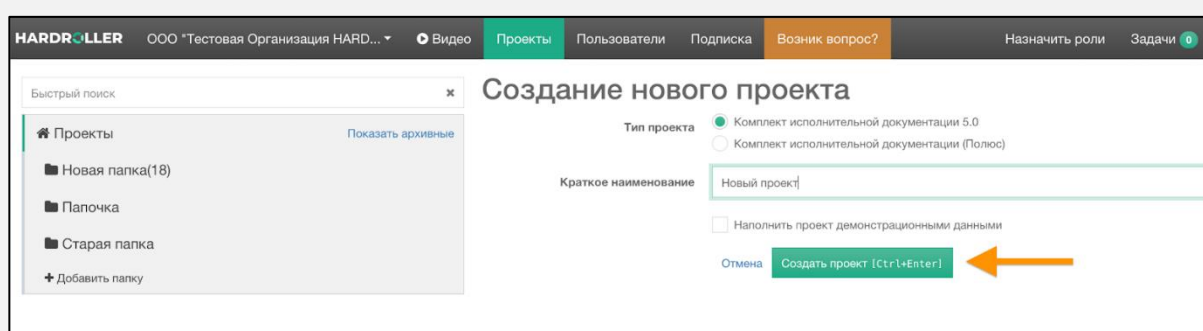 HARDROLLER ООО "Тестовая Организация HARD... Видео Проекты Пользователи Подписка Возник вопрос? Назначить роли Задачи 0
Быстрый поиск
Проекты Показать архивные
Новая папка(18)
Папочка
Старая папка
Добавить папку
Создание нового проекта
Тип проекта Комплект исполнительной документации 5.0
Комплект исполнительной документации (Полюс)
Краткое наименование Новый проект
Наполнить проект демонстрационными данными
Отмена Создать проект [Ctrl+Enter]